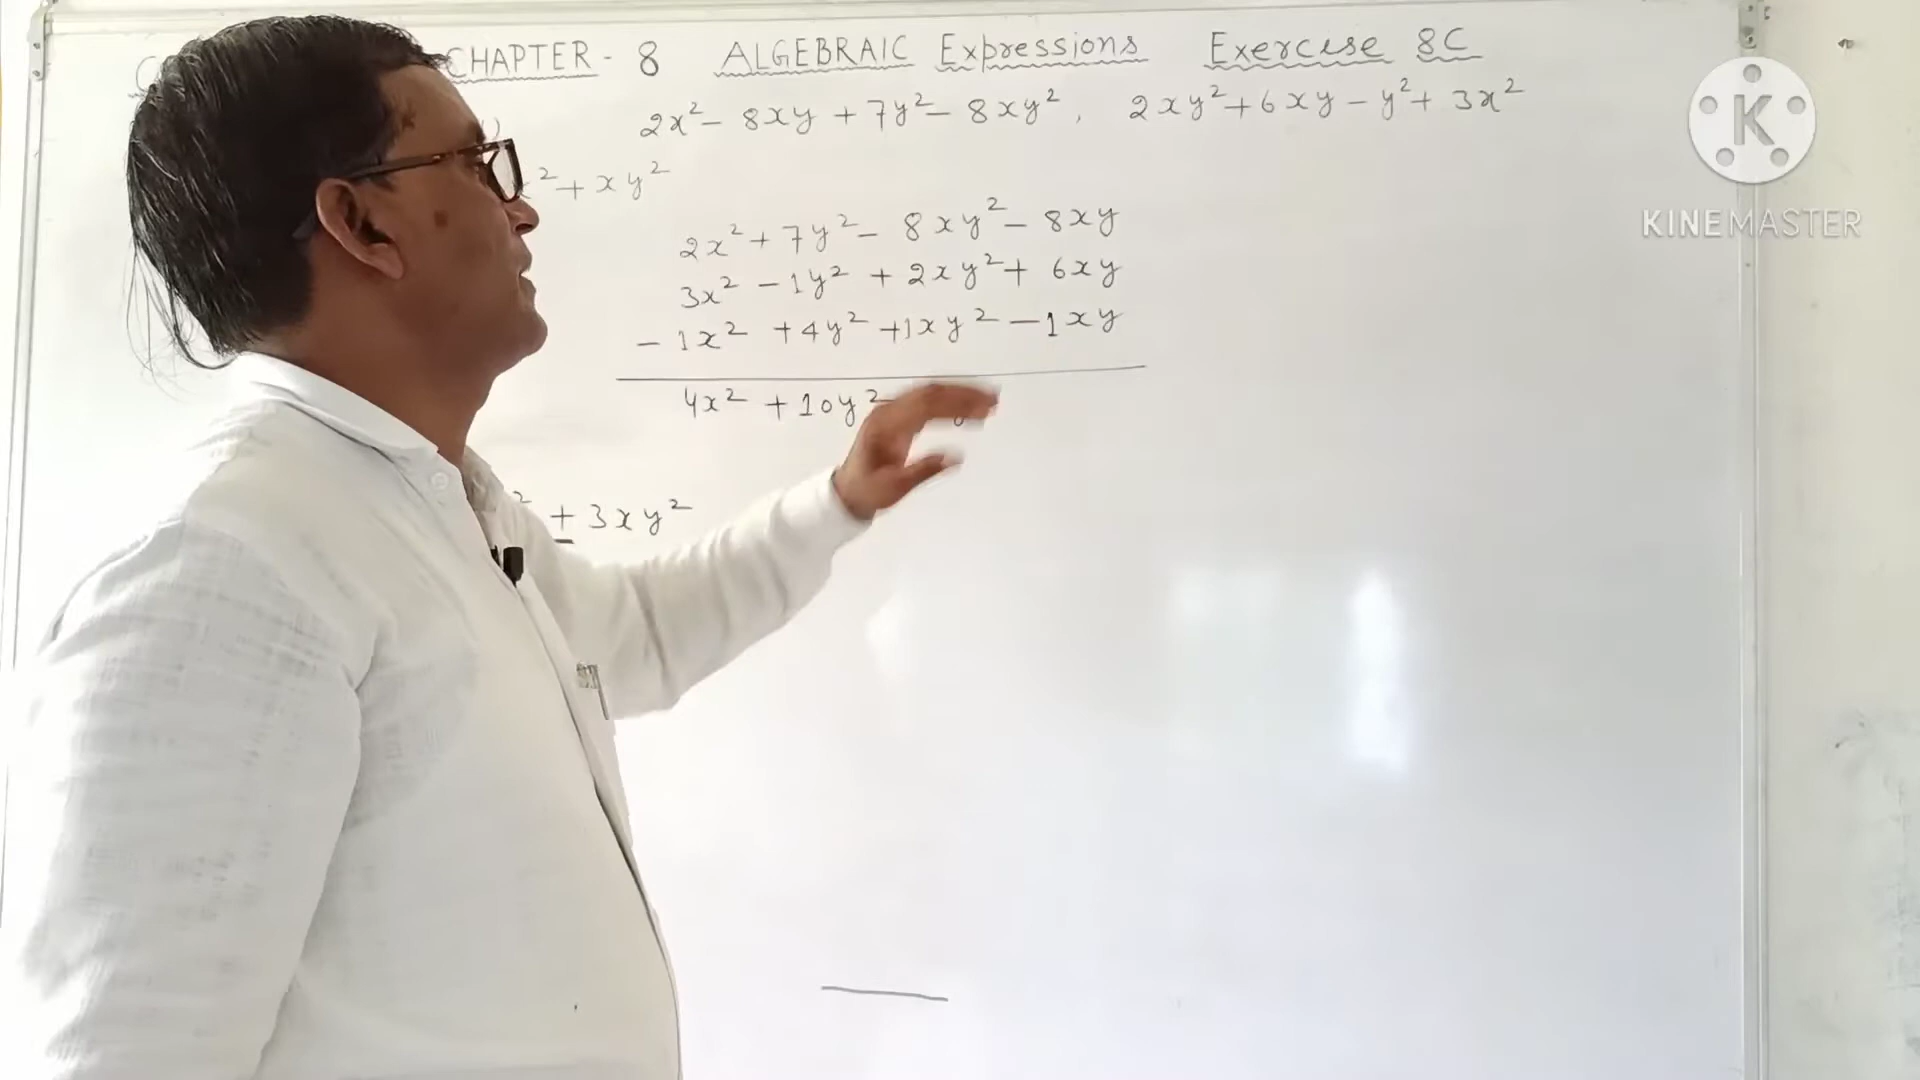 CHAPTER - 8 ALGEBRAIC Expressions Exercise 8C
2x² - 8xy + 7y² - 8xy², 2xy² + 6xy - y² + 3x²
² + xy²
2x² + 7y² - 8xy² - 8xy
3x² - 1y² + 2xy² + 6xy
- 1x² + 4y² + 1xy² - 1xy
4x² + 10y²
+ 3xy²
K
KINEMASTER